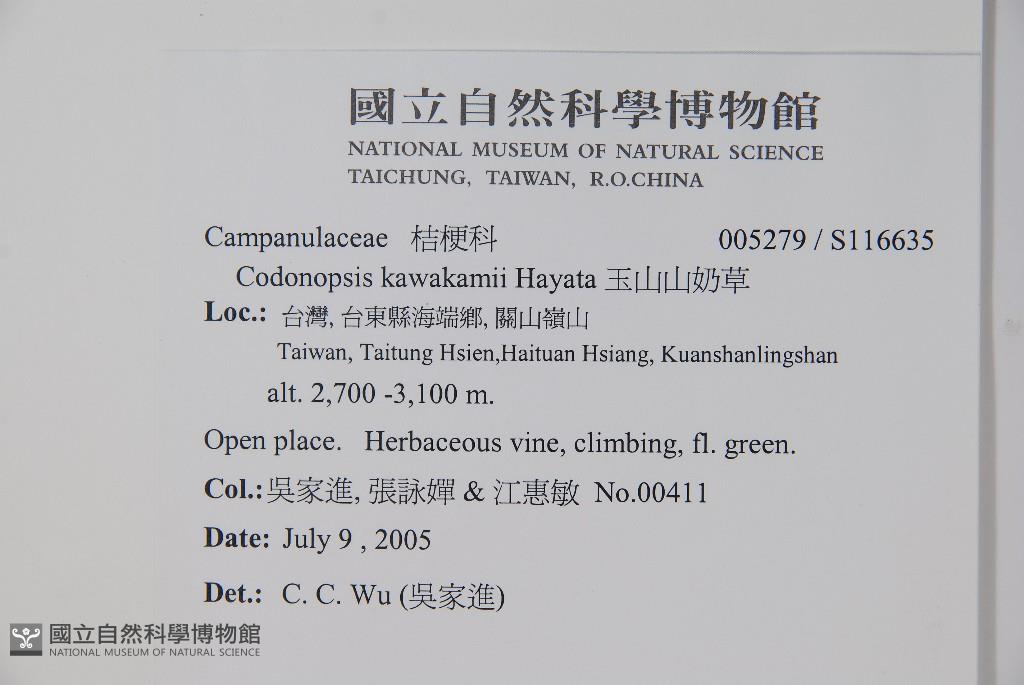 國立自然科學博物館
NATIONAL MUSEUM OF NATURAL SCIENCE
TAICHUNG, TAIWAN, R.O.CHINA
Campanulaceae 桔梗科 005279 / S116635
Codonopsis kawakamii Hayata 玉山山奶草
Loc.: 台灣, 台東縣海端鄉, 關山嶺山
Taiwan, Taitung Hsien,Haituan Hsiang, Kuanshanlingshan
alt. 2,700 -3,100 m.
Open place. Herbaceous vine, climbing, fl. green.
Col.:吳家進, 張詠嬋 & 江惠敏 No.00411
Date: July 9 , 2005
Det.: C. C. Wu (吳家進)
國立自然科學博物館
NATIONAL MUSEUM OF NATURAL SCIENCE